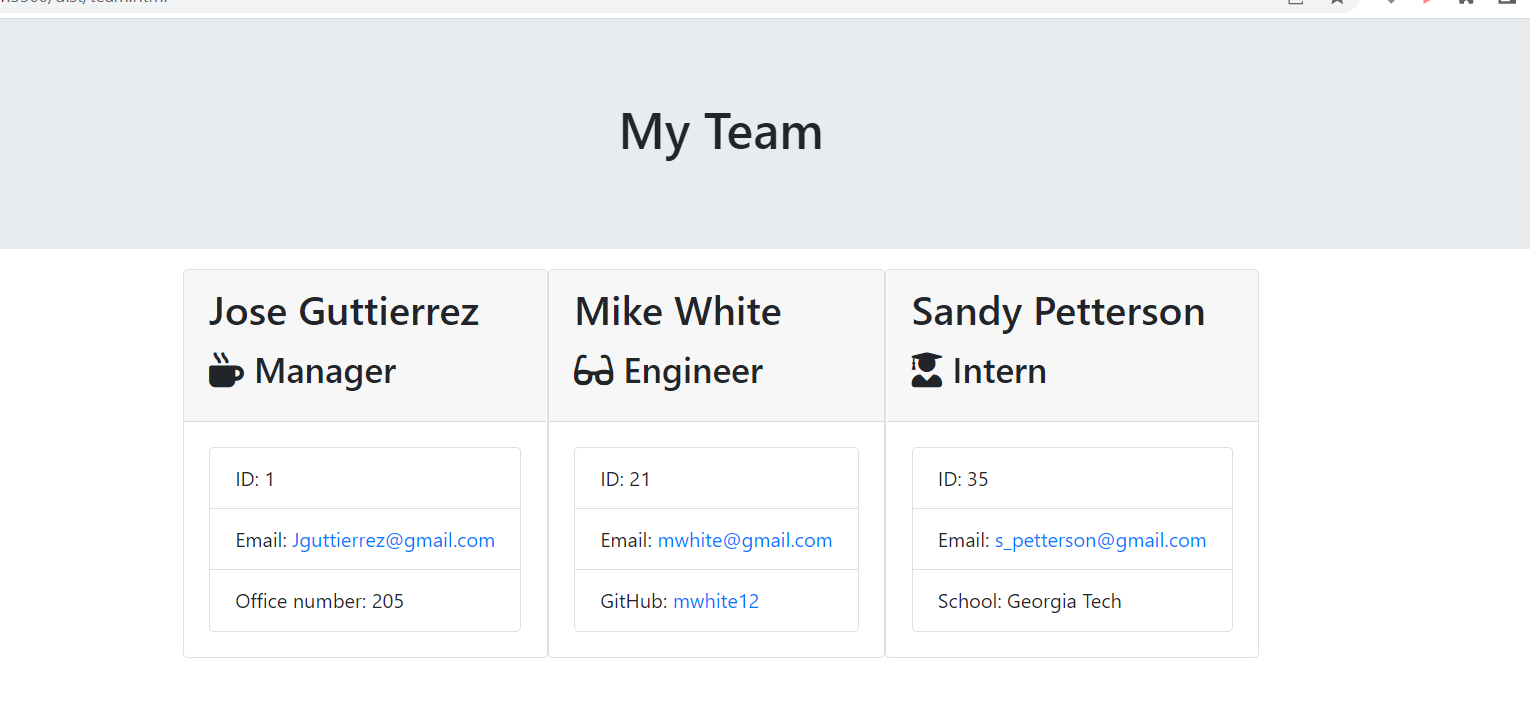 My Team
Jose Guttierrez
Manager
ID: 1
Email: Jguttierrez@gmail.com
Office number: 205
Mike White
Engineer
ID: 21
Email: mwhite@gmail.com
GitHub: mwhite12
Sandy Petterson
Intern
ID: 35
Email: s_petterson@gmail.com
School: Georgia Tech